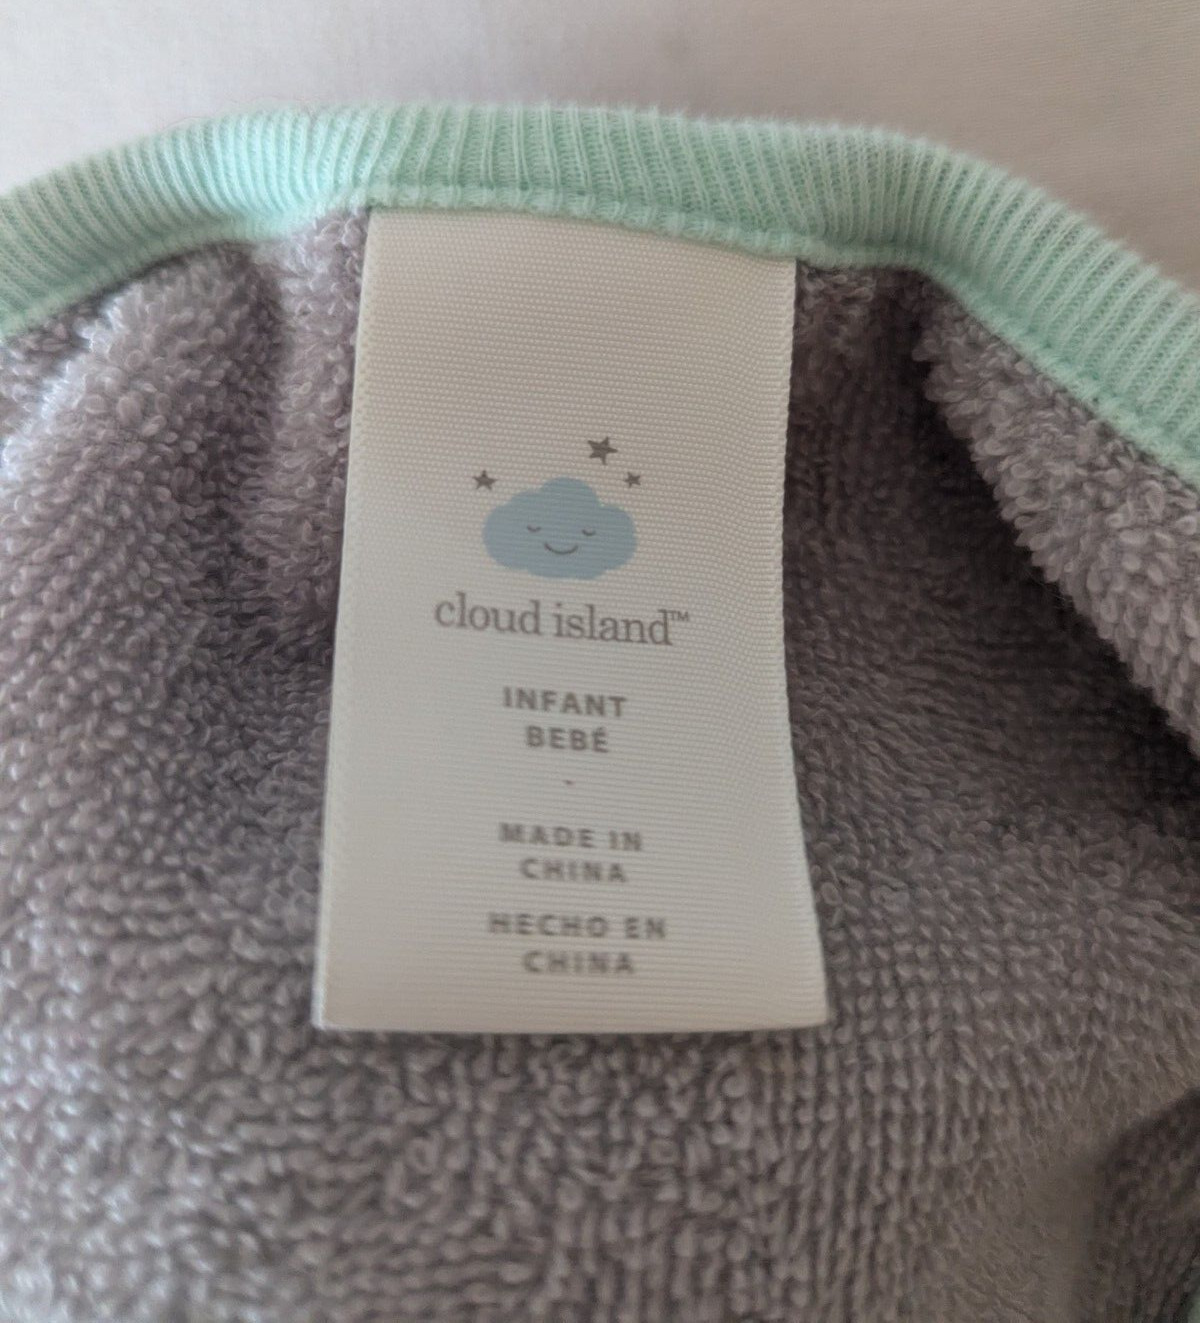 cloud island™
INFANT
BEBÉ
-
MADE IN
CHINA
HECHO EN
CHINA